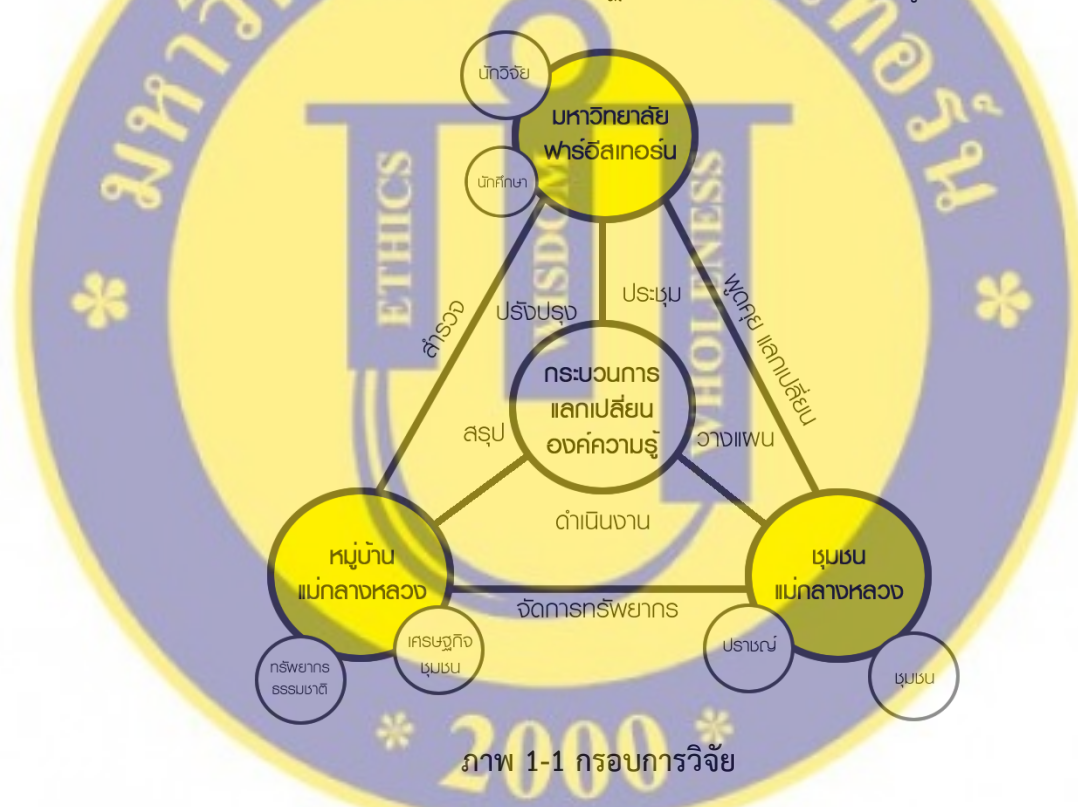 นักวิจัย
มหาวิทยาลัย
ฟาร์อีสเทอร์น
นักศึกษา
สำรวจ
ปรังปรุง
ประชุม
พูดคุย แลกเปลี่ยน
กระบวนการ
แลกเปลี่ยน
องค์ความรู้
สรุป
วางแผน
ดำเนินงาน
หมู่บ้าน
แม่กลางหลวง
ชุมชน
แม่กลางหลวง
จัดการทรัพยากร
ทรัพยากร
ธรรมชาติ
เศรษฐกิจ
ชุมชน
ปราชญ์
ชุมชน
ภาพ 1-1 กรอบการวิจัย
ETHICS
WISDOM
WHOLENESS
2000